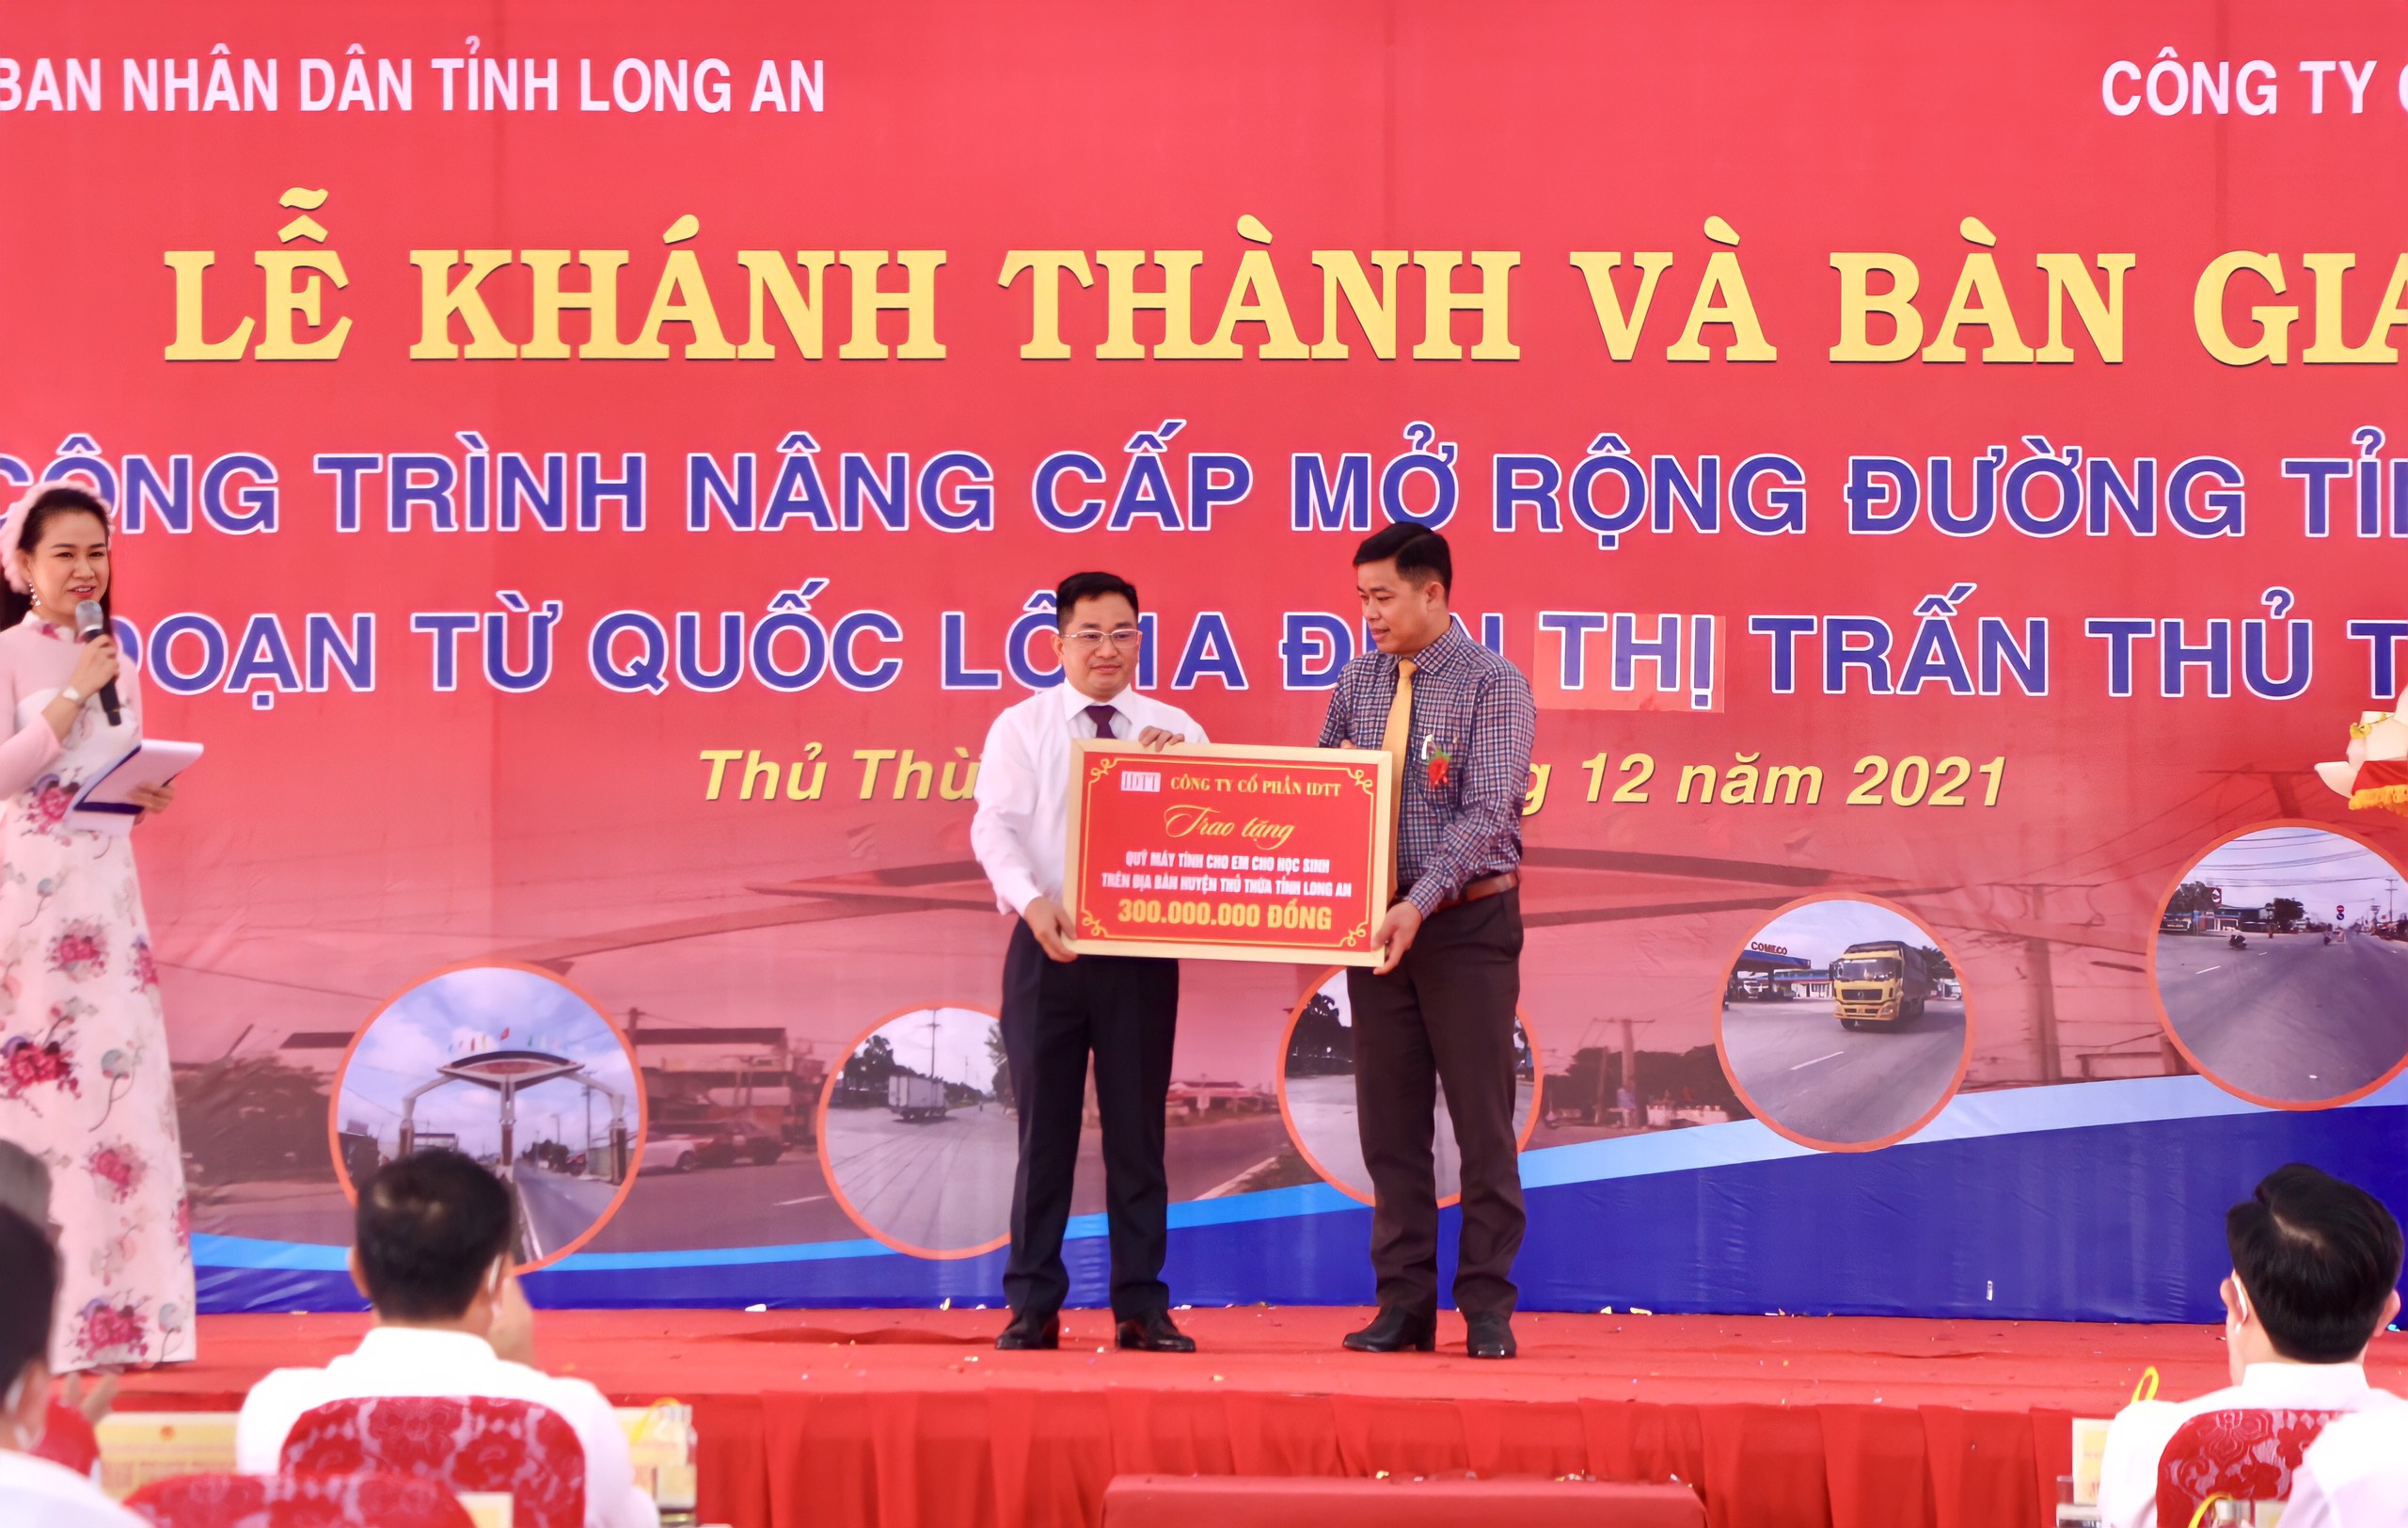 BAN NHÂN DÂN TỈNH LONG AN
CÔNG TY
LỄ KHÁNH THÀNH VÀ BÀN GIA
CÔNG TRÌNH NÂNG CẤP MỞ RỘNG ĐƯỜNG TỈ
ĐOẠN TỪ QUỐC LỘ 1A ĐẾN THỊ TRẤN THỦ T
Thủ Thừ g 12 năm 2021
IDTT CÔNG TY CỔ PHẦN IDTT
Trao tặng
QUỸ MÁY TÍNH CHO EM CHO HỌC SINH
TRÊN ĐỊA BÀN HUYỆN THỦ THỪA TỈNH LONG AN
300.000.000 ĐỒNG
COMECO